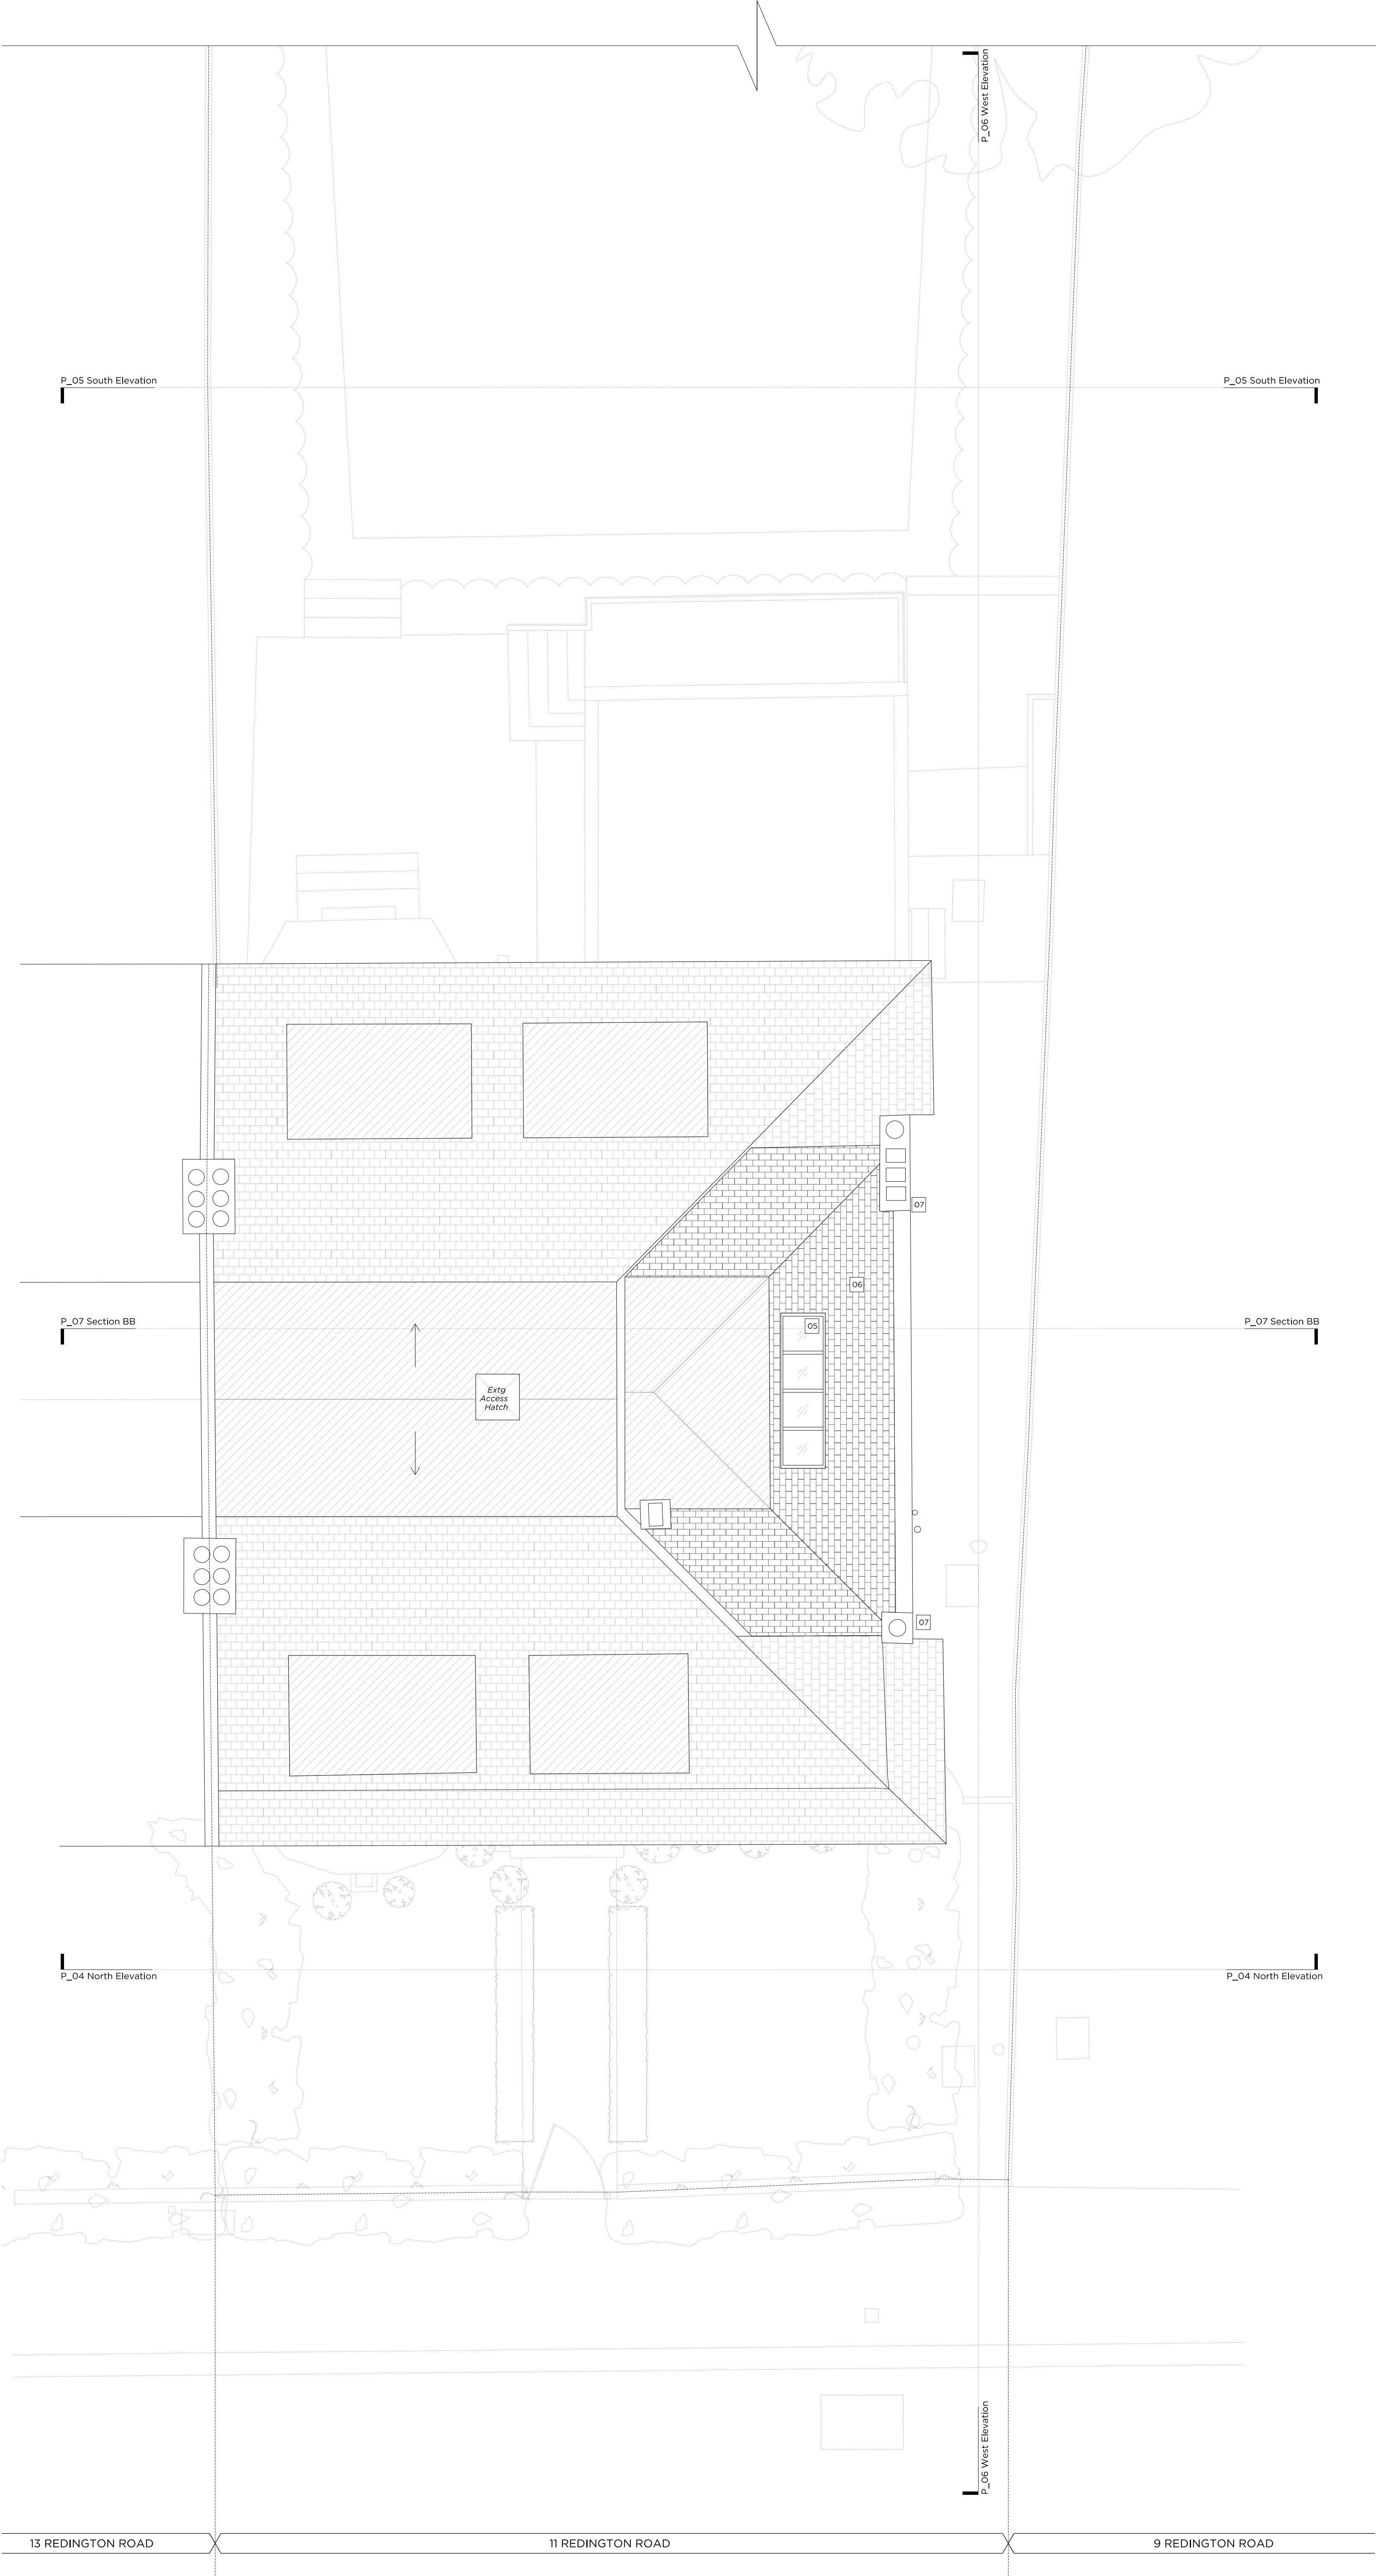 P_06 West Elevation
P_05 South Elevation
P_05 South Elevation
07
06
P_07 Section BB
05
P_07 Section BB
Extg
Access
Hatch
07
P_04 North Elevation
P_04 North Elevation
P_06 West Elevation
13 REDINGTON ROAD
11 REDINGTON ROAD
9 REDINGTON ROAD